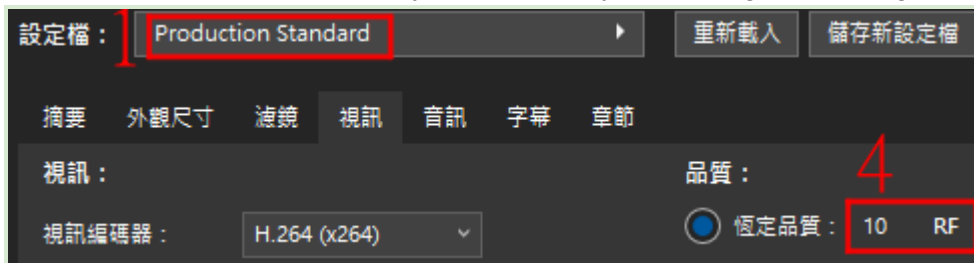 設定檔： 1 Production Standard 重新載入 儲存新設定檔
摘要 外觀尺寸 濾鏡 視訊 音訊 字幕 章節
視訊： 品質： 4
視訊編碼器： H.264 (x264) 恆定品質： 10 RF